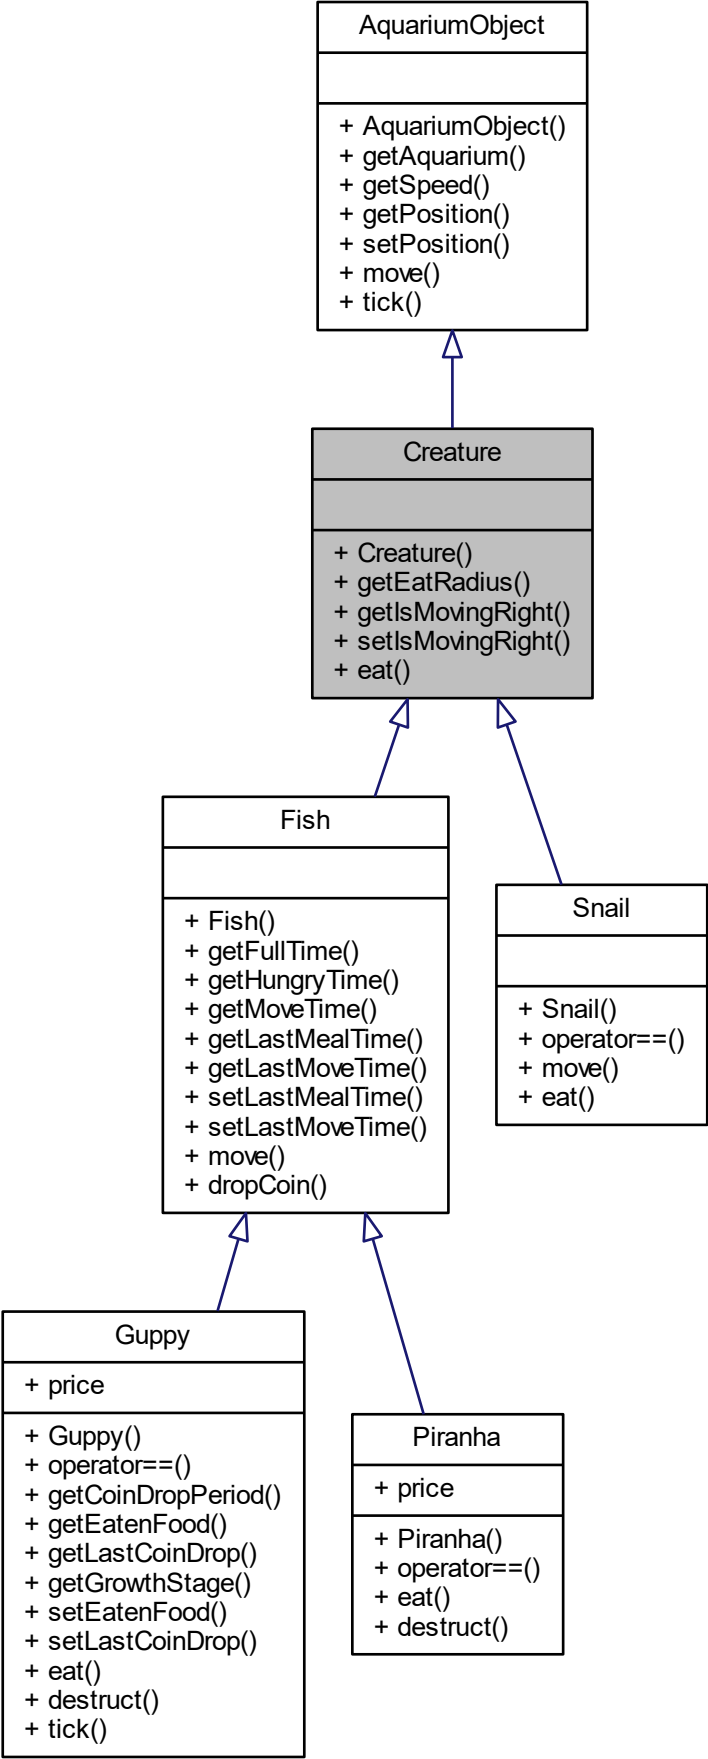 AquariumObject
+ AquariumObject()
+ getAquarium()
+ getSpeed()
+ getPosition()
+ setPosition()
+ move()
+ tick()
Creature
+ Creature()
+ getEatRadius()
+ getIsMovingRight()
+ setIsMovingRight()
+ eat()
Fish
+ Fish()
+ getFullTime()
+ getHungryTime()
+ getMoveTime()
+ getLastMealTime()
+ getLastMoveTime()
+ setLastMealTime()
+ setLastMoveTime()
+ move()
+ dropCoin()
Snail
+ Snail()
+ operator==()
+ move()
+ eat()
Guppy
+ price
+ Guppy()
+ operator==()
+ getCoinDropPeriod()
+ getEatenFood()
+ getLastCoinDrop()
+ getGrowthStage()
+ setEatenFood()
+ setLastCoinDrop()
+ eat()
+ destruct()
+ tick()
Piranha
+ price
+ Piranha()
+ operator==()
+ eat()
+ destruct()